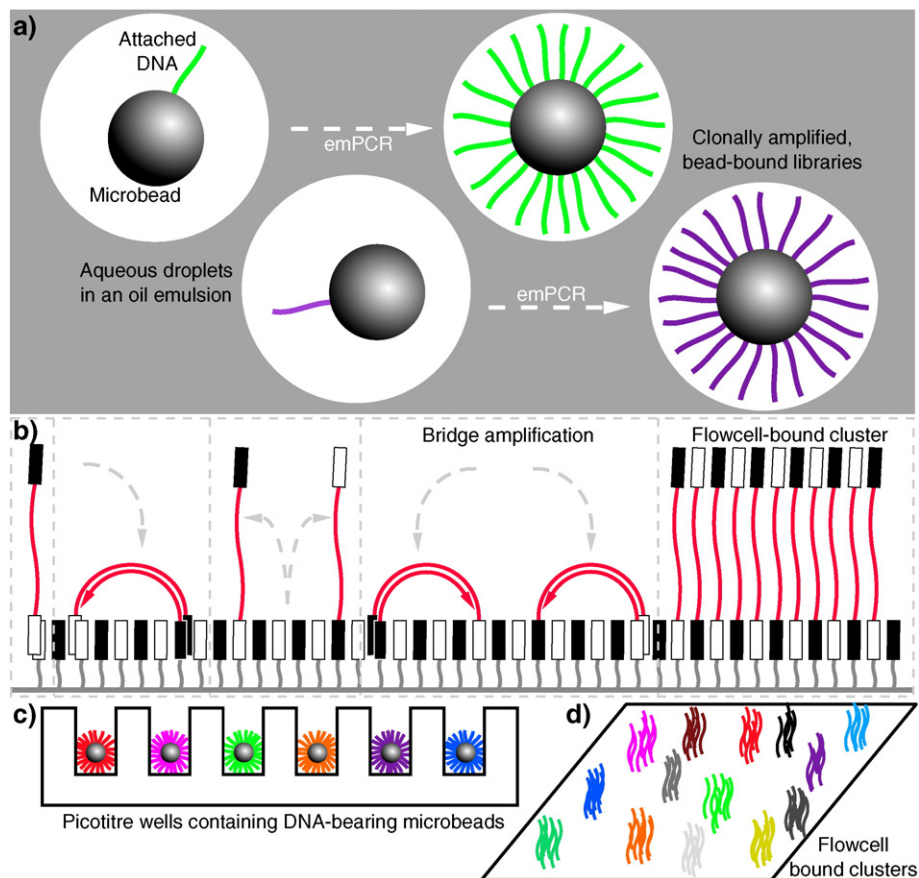 a)
Attached
DNA
Microbead
emPCR
Clonally amplified,
bead-bound libraries
Aqueous droplets
in an oil emulsion
emPCR
b)
Bridge amplification
Flowcell-bound cluster
c)
Picotitre wells containing DNA-bearing microbeads
d)
Flowcell
bound clusters